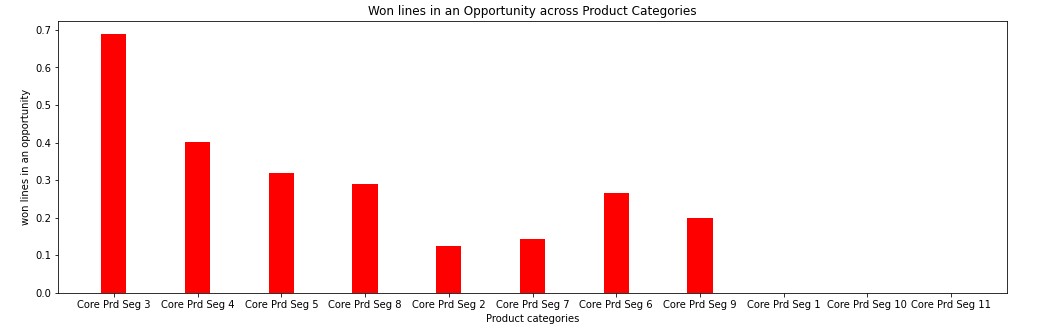 Won lines in an Opportunity across Product Categories
won lines in an opportunity
0.7
0.6
0.5
0.4
0.3
0.2
0.1
0.0
Core Prd Seg 3 Core Prd Seg 4 Core Prd Seg 5 Core Prd Seg 8 Core Prd Seg 2 Core Prd Seg 7 Core Prd Seg 6 Core Prd Seg 9 Core Prd Seg 1 Core Prd Seg 10 Core Prd Seg 11
Product categories